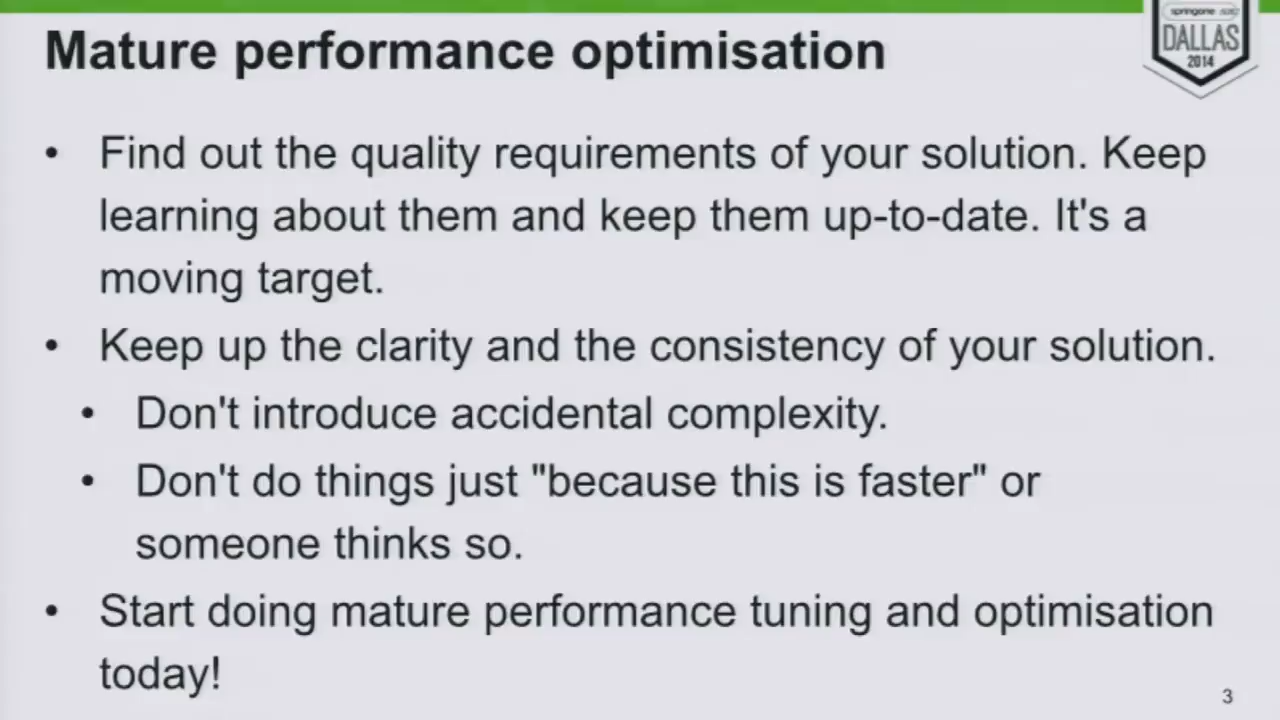 springone
DALLAS
2014
Mature performance optimisation
• Find out the quality requirements of your solution. Keep
learning about them and keep them up-to-date. It's a
moving target.
• Keep up the clarity and the consistency of your solution.
• Don't introduce accidental complexity.
• Don't do things just "because this is faster" or
someone thinks so.
• Start doing mature performance tuning and optimisation
today!
3